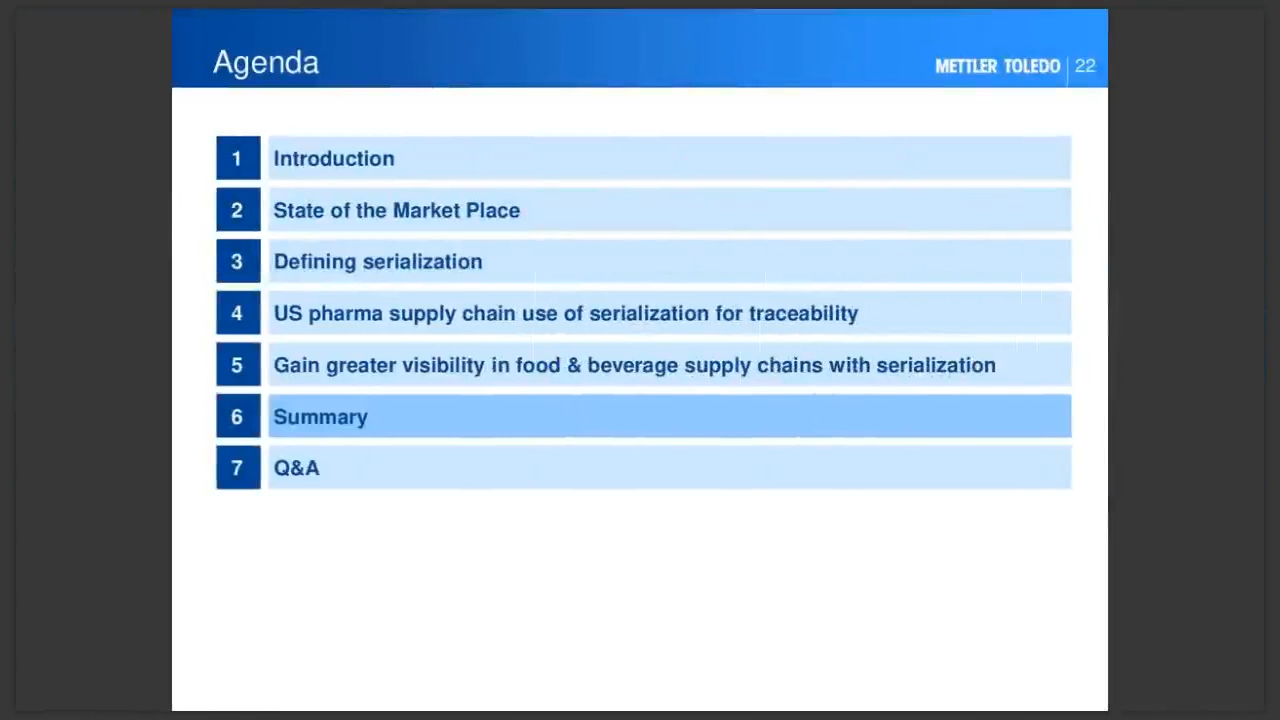 Agenda
METTLER TOLEDO 22
1 Introduction
2 State of the Market Place
3 Defining serialization
4 US pharma supply chain use of serialization for traceability
5 Gain greater visibility in food & beverage supply chains with serialization
6 Summary
7 Q&A